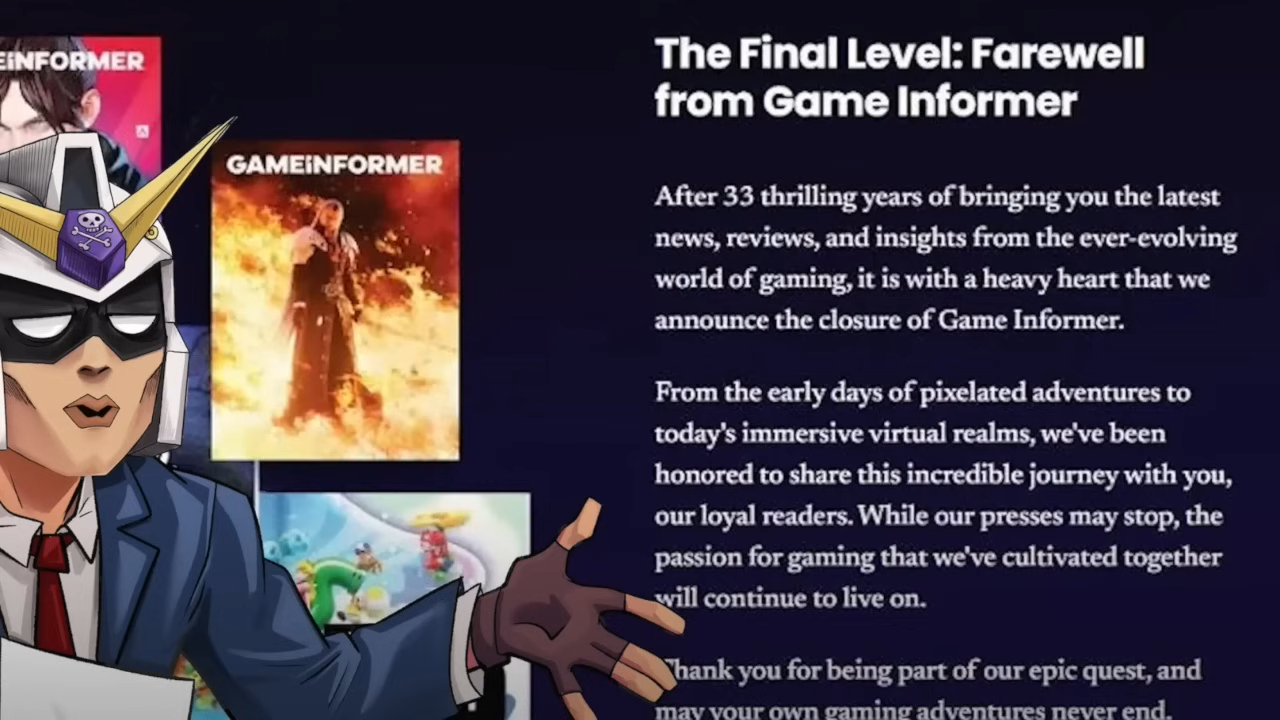 EiNFORMER
GAMEiNFORMER
The Final Level: Farewell
from Game Informer
After 33 thrilling years of bringing you the latest
news, reviews, and insights from the ever-evolving
world of gaming, it is with a heavy heart that we
announce the closure of Game Informer.
From the early days of pixelated adventures to
today's immersive virtual realms, we've been
honored to share this incredible journey with you,
our loyal readers. While our presses may stop, the
passion for gaming that we've cultivated together
will continue to live on.
Thank you for being part of our epic quest, and
may your own gaming adventures never end.